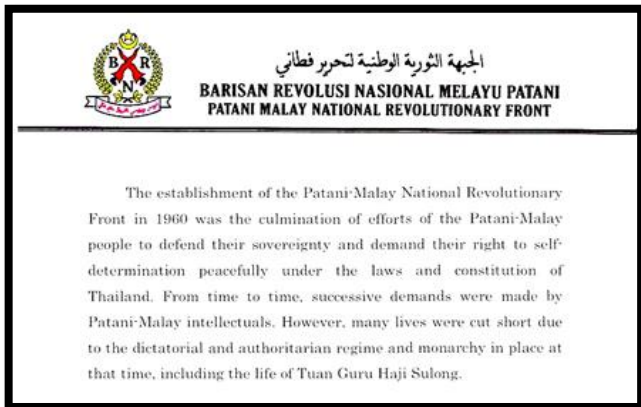 B R
N
الجبهة الثورية الوطنية لتحرير فطاني
BARISAN REVOLUSI NASIONAL MELAYU PATANI
PATANI MALAY NATIONAL REVOLUTIONARY FRONT
The establishment of the Patani-Malay National Revolutionary
Front in 1960 was the culmination of efforts of the Patani-Malay
people to defend their sovereignty and demand their right to self-
determination peacefully under the laws and constitution of
Thailand. From time to time, successive demands were made by
Patani-Malay intellectuals. However, many lives were cut short due
to the dictatorial and authoritarian regime and monarchy in place at
that time, including the life of Tuan Guru Haji Sulong.